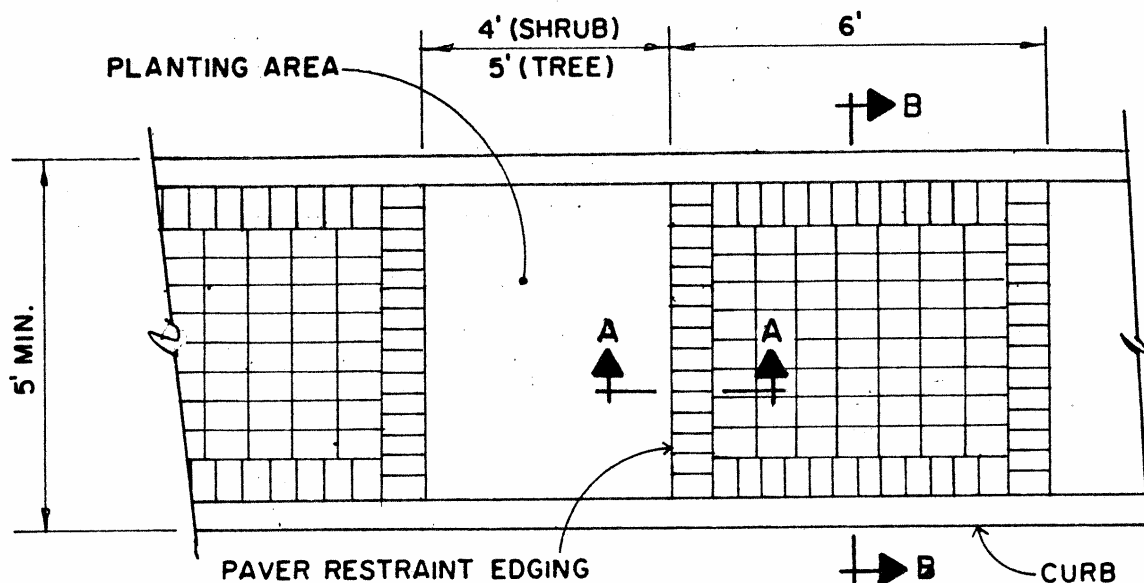 4' (SHRUB)
5' (TREE)
6'
PLANTING AREA
B
5' MIN.
A
A
PAVER RESTRAINT EDGING
B
CURB